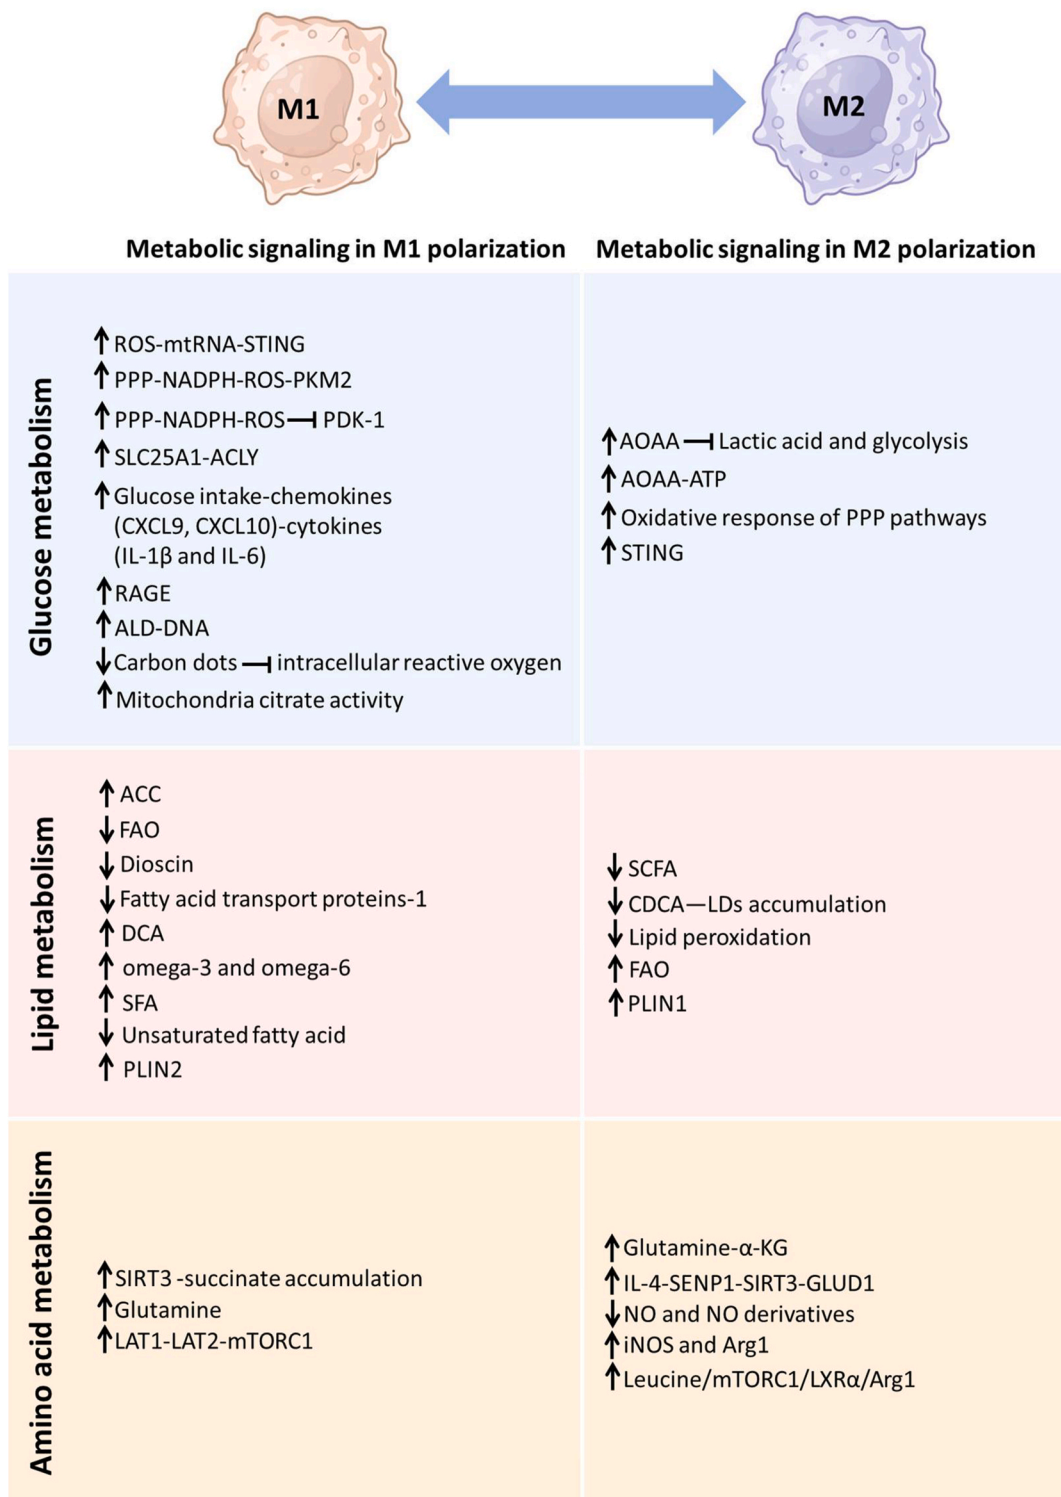 M1
M2
Metabolic signaling in M1 polarization
Metabolic signaling in M2 polarization
Glucose metabolism
↑ROS-mtRNA-STING
↑PPP-NADPH-ROS-PKM2
↑PPP-NADPH-ROS⊣PDK-1
↑SLC25A1-ACLY
↑Glucose intake-chemokines
(CXCL9, CXCL10)-cytokines
(IL-1β and IL-6)
↑RAGE
↑ALD-DNA
↓Carbon dots⊣intracellular reactive oxygen
↑Mitochondria citrate activity
↑AOAA⊣Lactic acid and glycolysis
↑AOAA-ATP
↑Oxidative response of PPP pathways
↑STING
Lipid metabolism
↑ACC
↓FAO
↓Dioscin
↓Fatty acid transport proteins-1
↑DCA
↑omega-3 and omega-6
↑SFA
↓Unsaturated fatty acid
↑PLIN2
↓SCFA
↓CDCA—LDs accumulation
↓Lipid peroxidation
↑FAO
↑PLIN1
Amino acid metabolism
↑SIRT3 -succinate accumulation
↑Glutamine
↑LAT1-LAT2-mTORC1
↑Glutamine-α-KG
↑IL-4-SENP1-SIRT3-GLUD1
↓NO and NO derivatives
↑iNOS and Arg1
↑Leucine/mTORC1/LXRα/Arg1